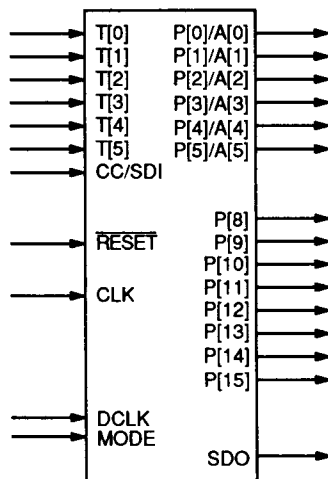 T[0] P[0]/A[0]
T[1] P[1]/A[1]
T[2] P[2]/A[2]
T[3] P[3]/A[3]
T[4] P[4]/A[4]
T[5] P[5]/A[5]
CC/SDI
P[8]
RESET P[9]
P[10]
CLK P[11]
P[12]
P[13]
P[14]
P[15]
DCLK
MODE
SDO